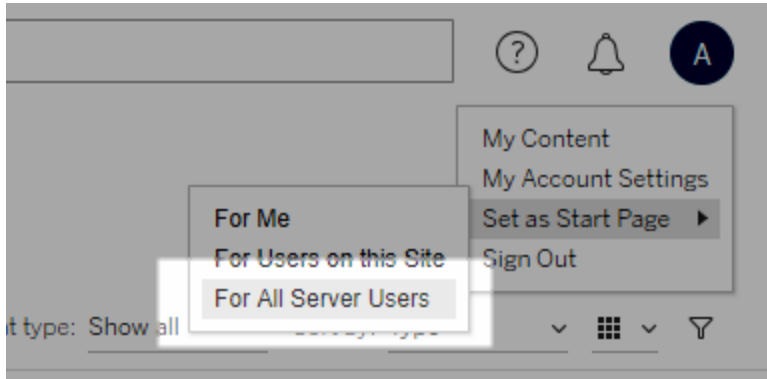 ?
A
My Content
My Account Settings
For Me
Set as Start Page
For Users on this Site
Sign Out
For All Server Users
t type: Show all